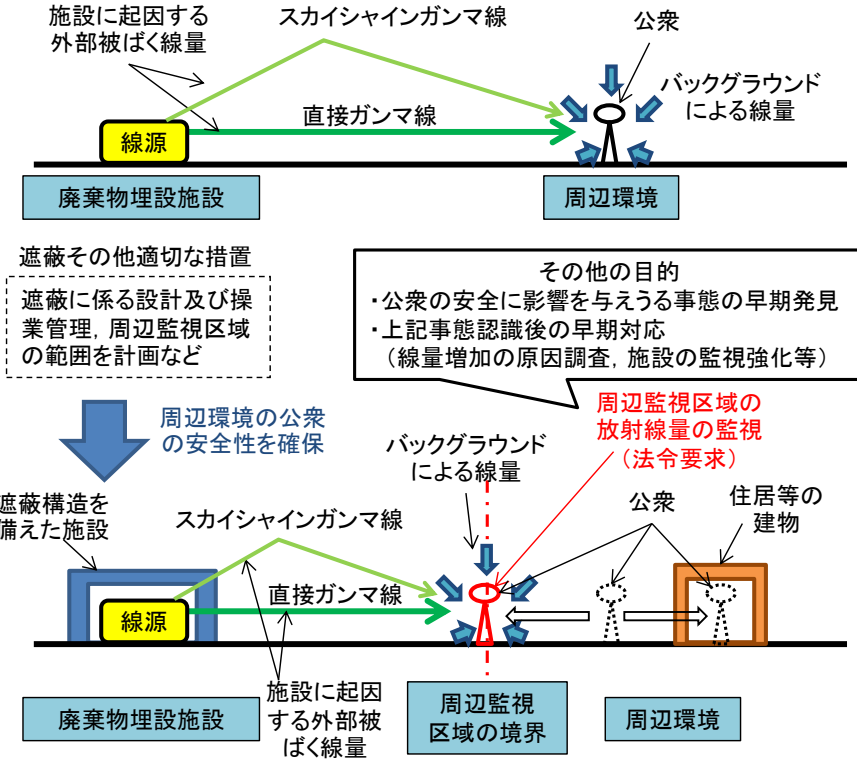 施設に起因する
外部被ばく線量
スカイシャインガンマ線
公衆
バックグラウンド
による線量
直接ガンマ線
線源
廃棄物埋設施設
周辺環境
遮蔽その他適切な措置
遮蔽に係る設計及び操
業管理，周辺監視区域
の範囲を計画など
その他の目的
・公衆の安全に影響を与えうる事態の早期発見
・上記事態認識後の早期対応
（線量増加の原因調査，施設の監視強化等）
周辺環境の公衆
の安全性を確保
周辺監視区域の
放射線量の監視
（法令要求）
バックグラウンド
による線量
遮蔽構造を
備えた施設
スカイシャインガンマ線
公衆
住居等の
建物
直接ガンマ線
線源
施設に起因
する外部被
ばく線量
廃棄物埋設施設
周辺監視
区域の境界
周辺環境